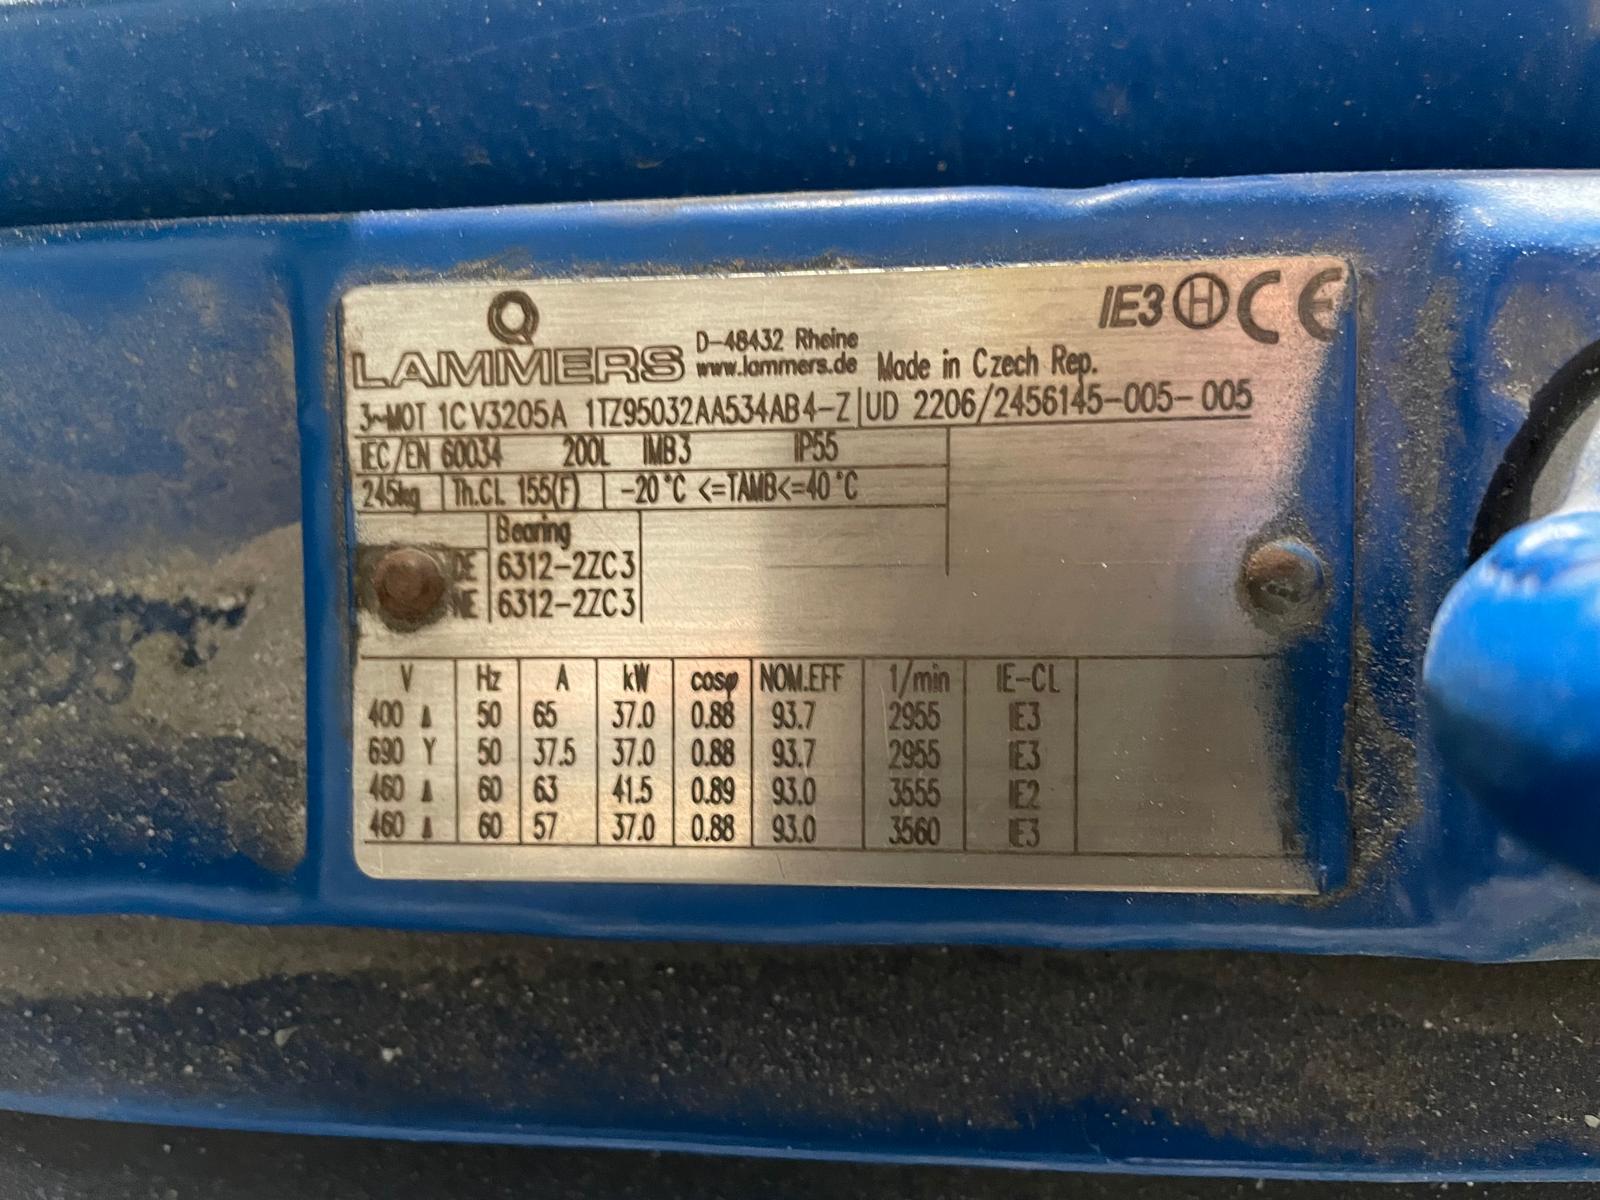 IE3 H CE
LAMMERS
D-48432 Rheine
www.lammers.de Made in Czech Rep.
3~MOT 1CV3205A 1TZ95032AA534AB4-Z UD 2206/2456145-005-005
IEC/EN 60034 200L IMB3 IP55
245kg Th.CL 155(F) -20°C <=TAMB<=40°C
Bearing
DE 6312-2ZC3
NE 6312-2ZC3
V Hz A kW cosφ NOM.EFF 1/min IE-CL
400 Δ 50 65 37.0 0.88 93.7 2955 IE3
690 Y 50 37.5 37.0 0.88 93.7 2955 IE3
460 Δ 60 63 41.5 0.89 93.0 3555 IE2
460 Δ 60 57 37.0 0.88 93.0 3560 IE3